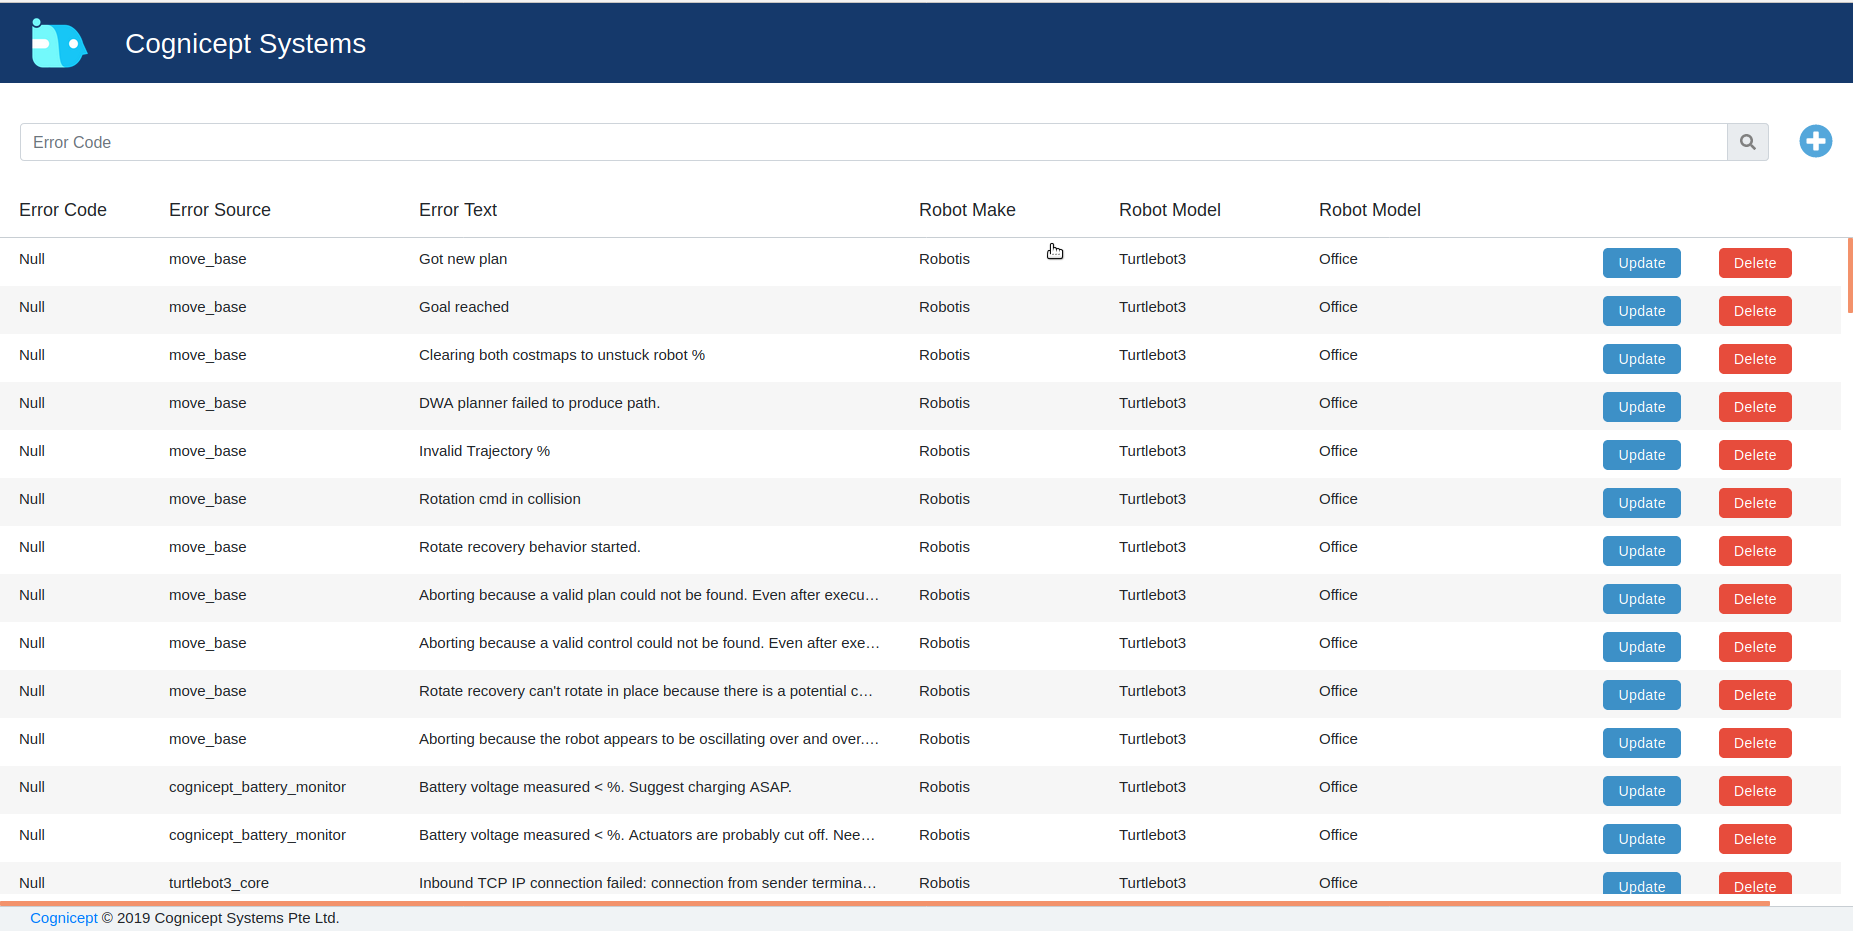 Cognicept Systems
Error Code
Error Code Error Source Error Text Robot Make Robot Model Robot Model
Null move_base Got new plan Robotis Turtlebot3 Office Update Delete
Null move_base Goal reached Robotis Turtlebot3 Office Update Delete
Null move_base Clearing both costmaps to unstuck robot % Robotis Turtlebot3 Office Update Delete
Null move_base DWA planner failed to produce path. Robotis Turtlebot3 Office Update Delete
Null move_base Invalid Trajectory % Robotis Turtlebot3 Office Update Delete
Null move_base Rotation cmd in collision Robotis Turtlebot3 Office Update Delete
Null move_base Rotate recovery behavior started. Robotis Turtlebot3 Office Update Delete
Null move_base Aborting because a valid plan could not be found. Even after execu… Robotis Turtlebot3 Office Update Delete
Null move_base Aborting because a valid control could not be found. Even after exe… Robotis Turtlebot3 Office Update Delete
Null move_base Rotate recovery can't rotate in place because there is a potential c… Robotis Turtlebot3 Office Update Delete
Null move_base Aborting because the robot appears to be oscillating over and over.… Robotis Turtlebot3 Office Update Delete
Null cognicept_battery_monitor Battery voltage measured < %. Suggest charging ASAP. Robotis Turtlebot3 Office Update Delete
Null cognicept_battery_monitor Battery voltage measured < %. Actuators are probably cut off. Nee… Robotis Turtlebot3 Office Update Delete
Null turtlebot3_core Inbound TCP IP connection failed: connection from sender termina… Robotis Turtlebot3 Office Update Delete
Cognicept © 2019 Cognicept Systems Pte Ltd.